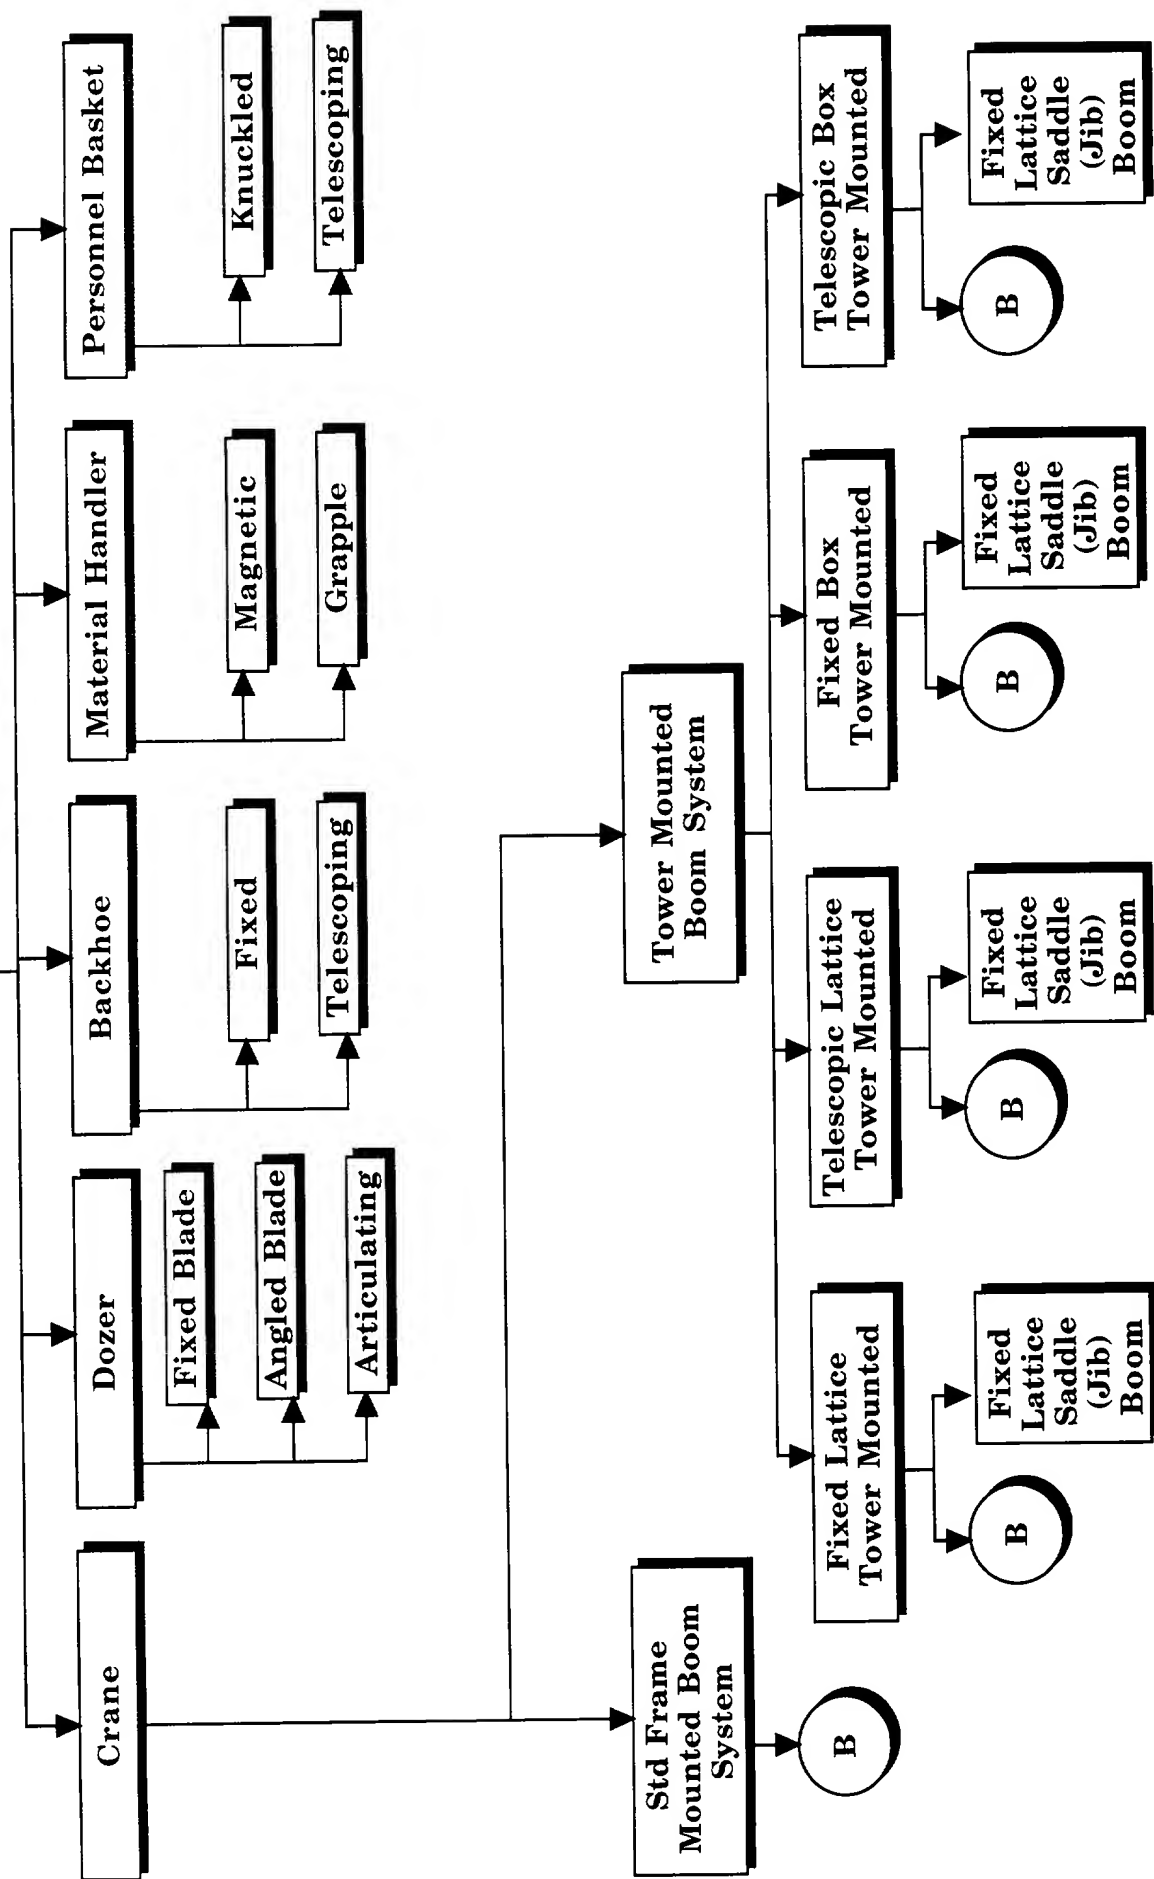 Crane
Dozer
Fixed Blade
Angled Blade
Articulating
Backhoe
Fixed
Telescoping
Material Handler
Magnetic
Grapple
Personnel Basket
Knuckled
Telescoping
Std Frame
Mounted Boom
System
B
Tower Mounted
Boom System
Fixed Lattice
Tower Mounted
B
Fixed
Lattice
Saddle
(Jib)
Boom
Telescopic Lattice
Tower Mounted
B
Fixed
Lattice
Saddle
(Jib)
Boom
Fixed Box
Tower Mounted
B
Fixed
Lattice
Saddle
(Jib)
Boom
Telescopic Box
Tower Mounted
B
Fixed
Lattice
Saddle
(Jib)
Boom